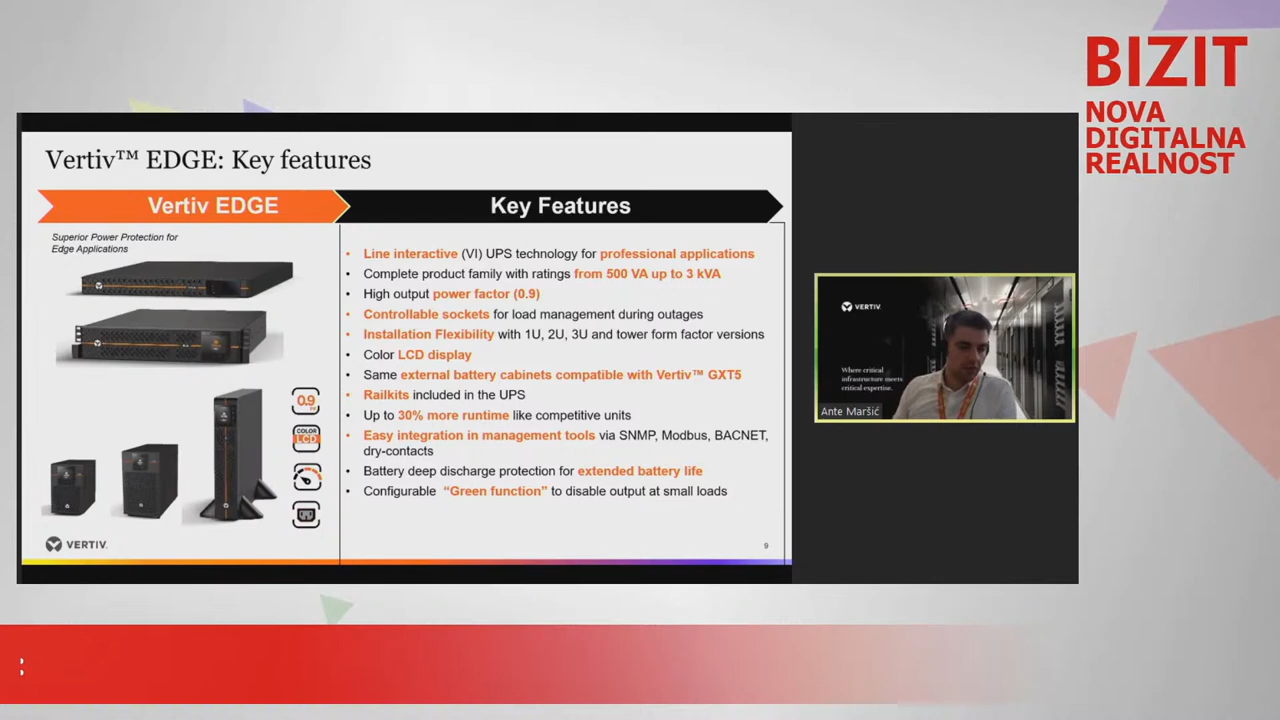 BIZIT
NOVA
DIGITALNA
REALNOST
Vertiv™ EDGE: Key features
Vertiv EDGE
Key Features
Superior Power Protection for
Edge Applications
• Line interactive (VI) UPS technology for professional applications
• Complete product family with ratings from 500 VA up to 3 kVA
• High output power factor (0.9)
• Controllable sockets for load management during outages
• Installation Flexibility with 1U, 2U, 3U and tower form factor versions
• Color LCD display
• Same external battery cabinets compatible with Vertiv™ GXT5
• Railkits included in the UPS
• Up to 30% more runtime like competitive units
• Easy integration in management tools via SNMP, Modbus, BACNET,
dry-contacts
• Battery deep discharge protection for extended battery life
• Configurable “Green function” to disable output at small loads
0.9
COLOR
LCD
VERTIV.
9
VERTIV.
Where critical
infrastructure meets
critical expertise.
Ante Maršić
: